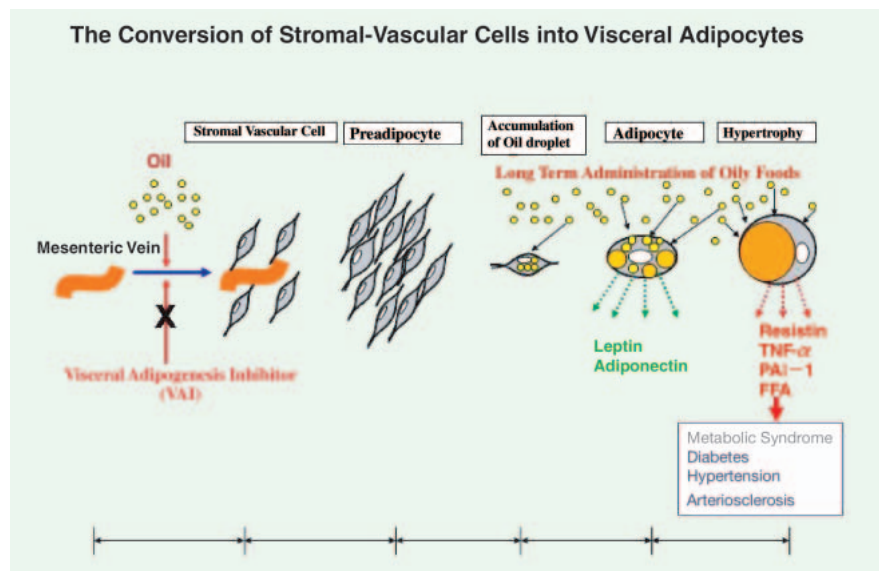 The Conversion of Stromal-Vascular Cells into Visceral Adipocytes
Stromal Vascular Cell
Preadipocyte
Accumulation
of Oil droplet
Adipocyte
Hypertrophy
Oil
Long Term Administration of Oily Foods
Mesenteric Vein
X
Visceral Adipogenesis Inhibitor
(VAI)
Leptin
Adiponectin
Resistin
TNF-α
PAI-1
FFA
Metabolic Syndrome
Diabetes
Hypertension
Arteriosclerosis